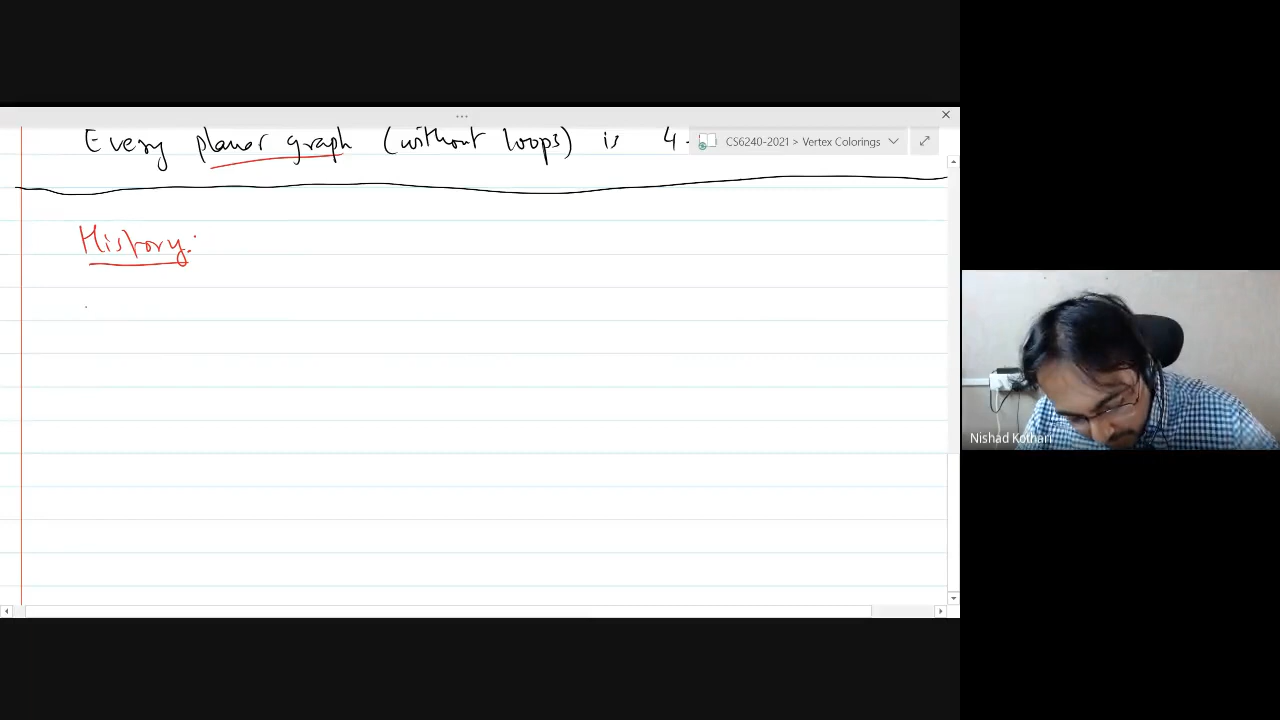 Every planar graph (without loops) is 4-
CS6240-2021 > Vertex Colorings
History:
Nishad Kothari